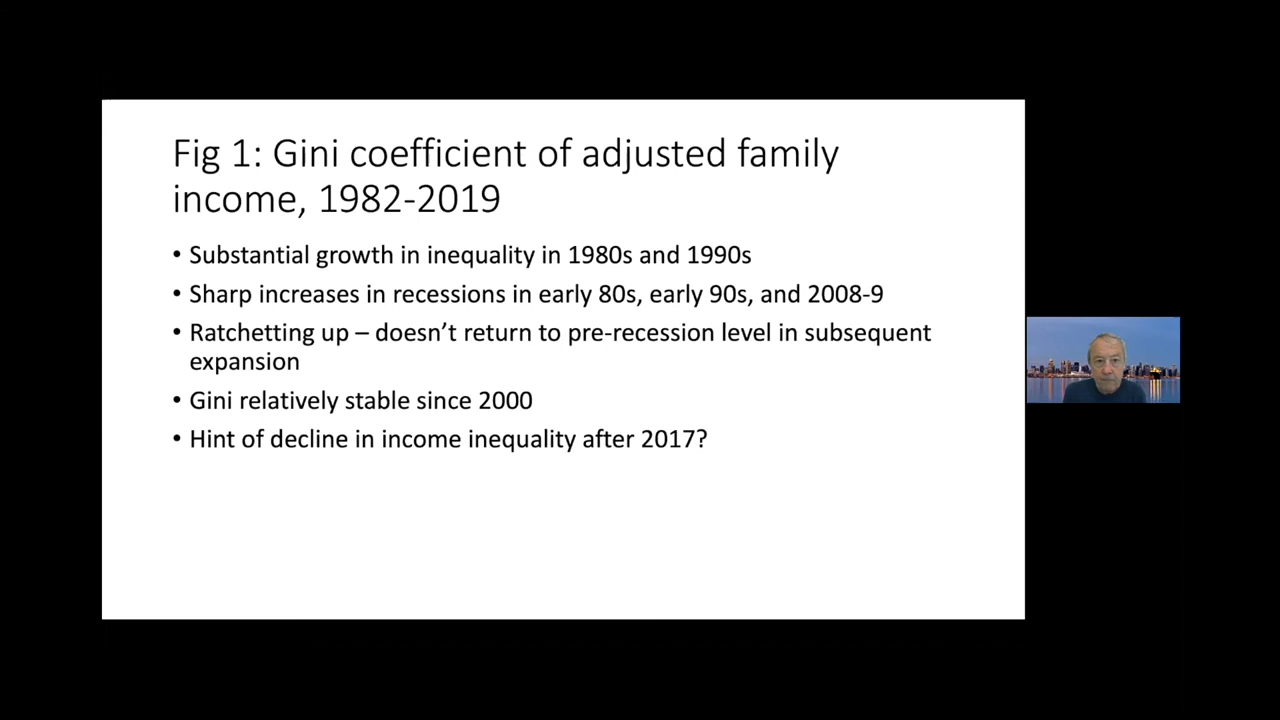 Fig 1: Gini coefficient of adjusted family
income, 1982-2019
• Substantial growth in inequality in 1980s and 1990s
• Sharp increases in recessions in early 80s, early 90s, and 2008-9
• Ratchetting up – doesn’t return to pre-recession level in subsequent
expansion
• Gini relatively stable since 2000
• Hint of decline in income inequality after 2017?